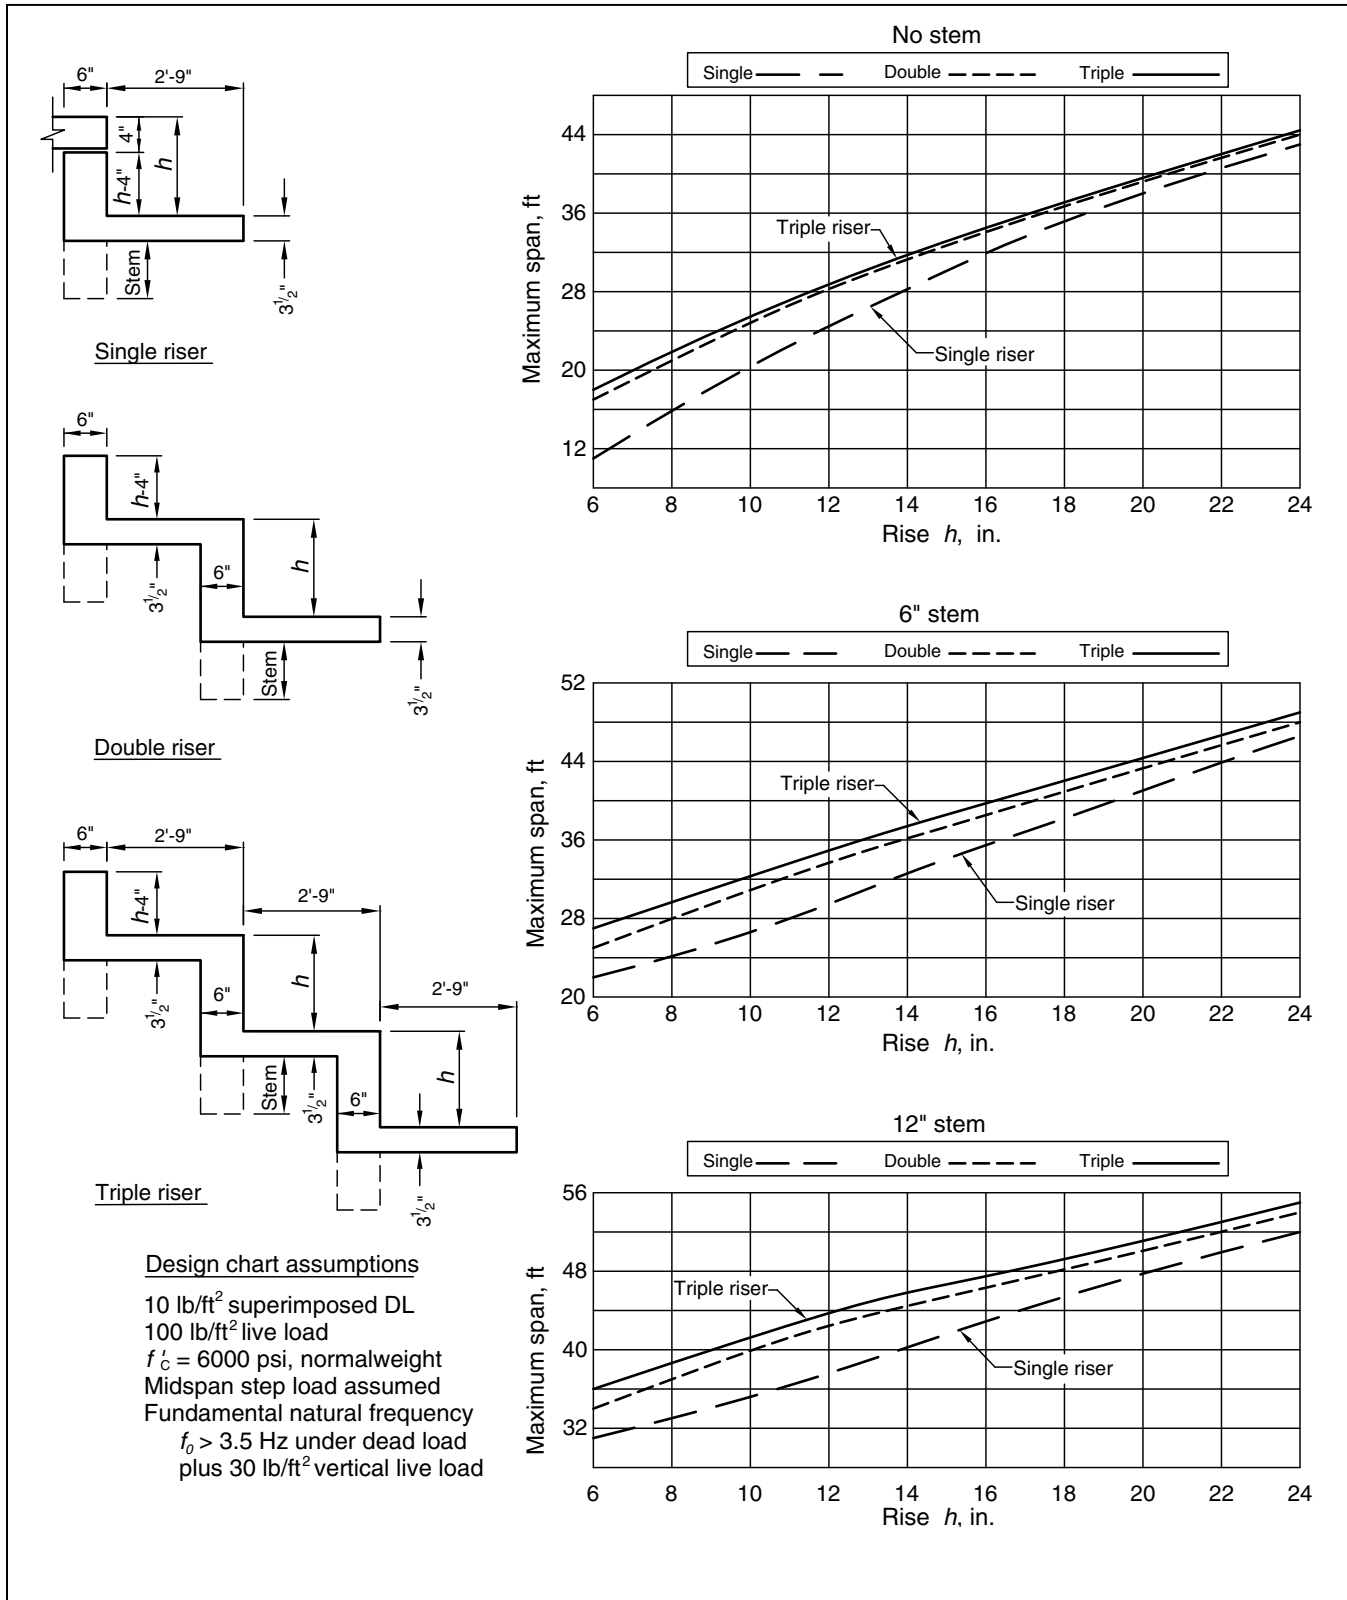 6"
2'-9"
4"
h
h-4"
Stem
3 1/2"
Single riser
6"
h-4"
h
6"
3 1/2"
Stem
3 1/2"
Double riser
6"
2'-9"
h-4"
2'-9"
h
6"
3 1/2"
2'-9"
Stem
3 1/2"
h
6"
3 1/2"
Triple riser
Design chart assumptions
10 lb/ft² superimposed DL
100 lb/ft² live load
f'c = 6000 psi, normalweight
Midspan step load assumed
Fundamental natural frequency
f₀ > 3.5 Hz under dead load
plus 30 lb/ft² vertical live load
No stem
Single Double Triple
Maximum span, ft
44
36
28
20
12
Triple riser
Single riser
6 8 10 12 14 16 18 20 22 24
Rise h, in.
6" stem
Single Double Triple
Maximum span, ft
52
44
36
28
20
Triple riser
Single riser
6 8 10 12 14 16 18 20 22 24
Rise h, in.
12" stem
Single Double Triple
Maximum span, ft
56
48
40
32
Triple riser
Single riser
6 8 10 12 14 16 18 20 22 24
Rise h, in.